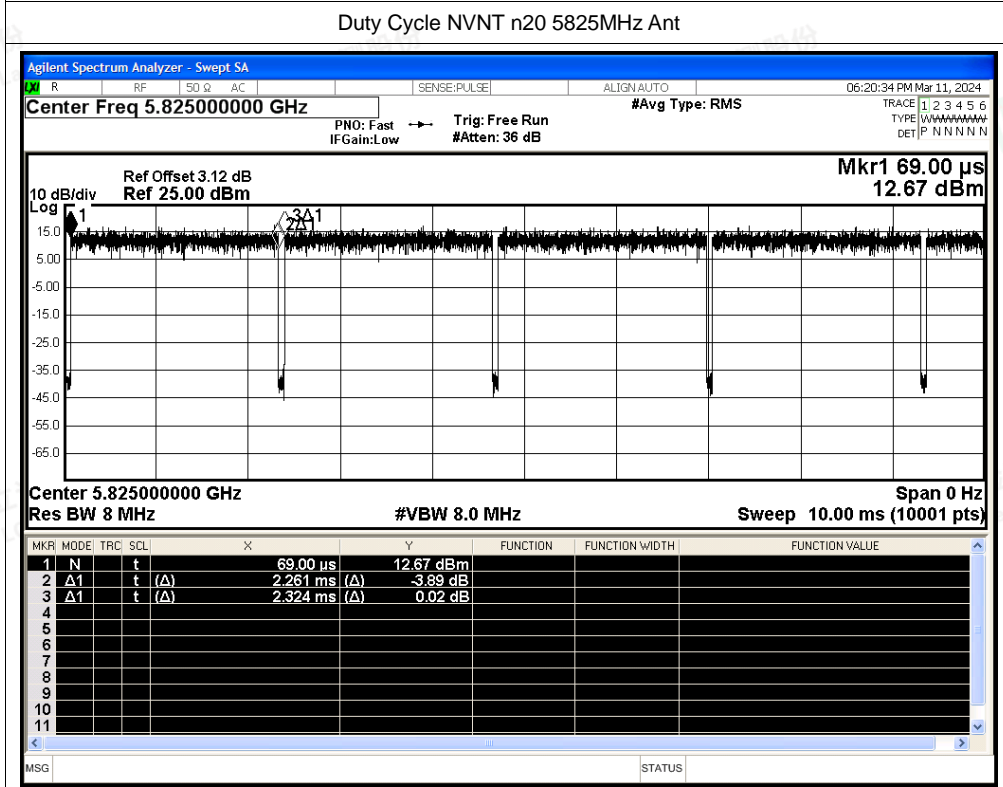 Duty Cycle NVNT n20 5825MHz Ant
Agilent Spectrum Analyzer - Swept SA
LXI R RF 50 Ω AC SENSE:PULSE ALIGN AUTO 06:20:34 PM Mar 11, 2024
Center Freq 5.825000000 GHz #Avg Type: RMS TRACE 1 2 3 4 5 6
PNO: Fast Trig: Free Run TYPE W
IFGain:Low #Atten: 36 dB DET P N N N N N
Mkr1 69.00 µs
Ref Offset 3.12 dB
10 dB/div Ref 25.00 dBm 12.67 dBm
Log
1 3Δ1
2Δ1
15.0
5.00
-5.00
-15.0
-25.0
-35.0
-45.0
-55.0
-65.0
Center 5.825000000 GHz Span 0 Hz
Res BW 8 MHz #VBW 8.0 MHz Sweep 10.00 ms (10001 pts)
MKR MODE TRC SCL X Y FUNCTION FUNCTION WIDTH FUNCTION VALUE
1 N t 69.00 µs 12.67 dBm
2 Δ1 t (Δ) 2.261 ms (Δ) -3.89 dB
3 Δ1 t (Δ) 2.324 ms (Δ) 0.02 dB
4
5
6
7
8
9
10
11
MSG STATUS